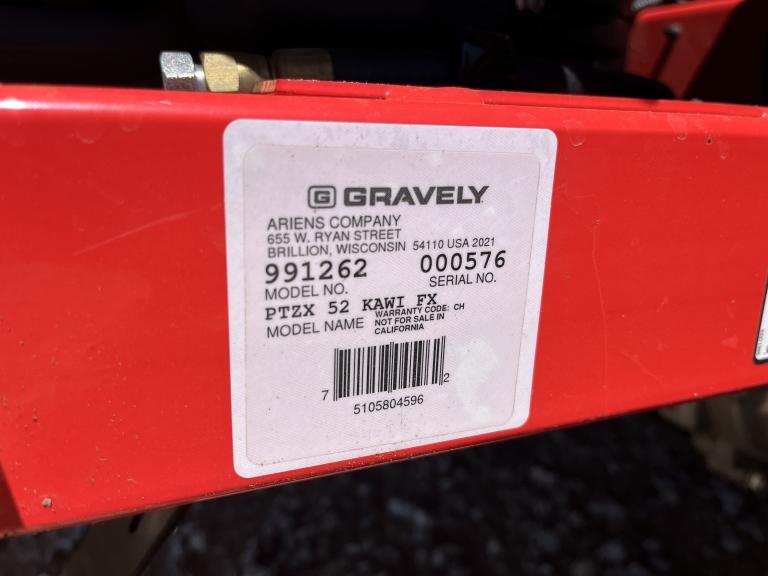 G GRAVELY
ARIENS COMPANY
655 W. RYAN STREET
BRILLION, WISCONSIN 54110 USA 2021
991262 000576
MODEL NO. SERIAL NO.
PTZX 52 KAWI FX
MODEL NAME WARRANTY CODE: CH
NOT FOR SALE IN
CALIFORNIA
7 2
5105804596